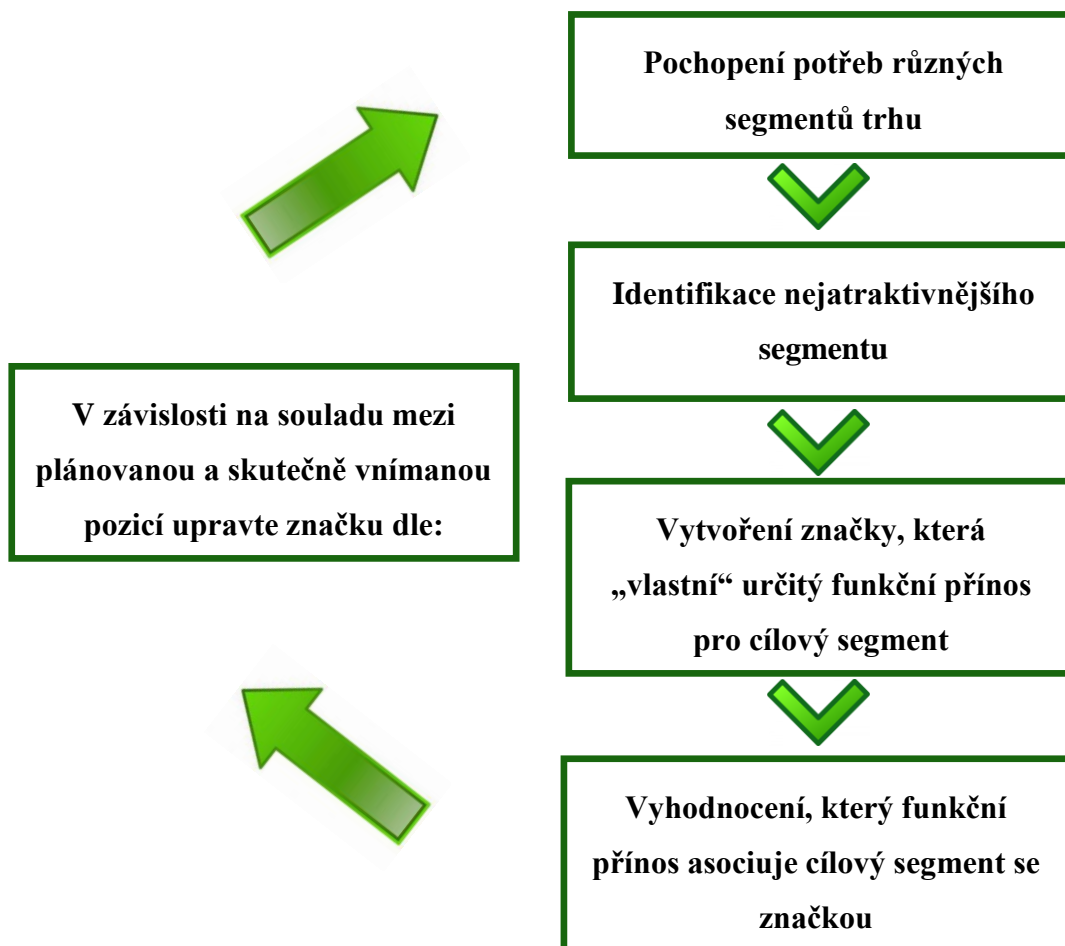 Pochopení potřeb různých
segmentů trhu
Identifikace nejatraktivnějšího
segmentu
V závislosti na souladu mezi
plánovanou a skutečně vnímanou
pozicí upravte značku dle:
Vytvoření značky, která
„vlastní“ určitý funkční přínos
pro cílový segment
Vyhodnocení, který funkční
přínos asociuje cílový segment se
značkou